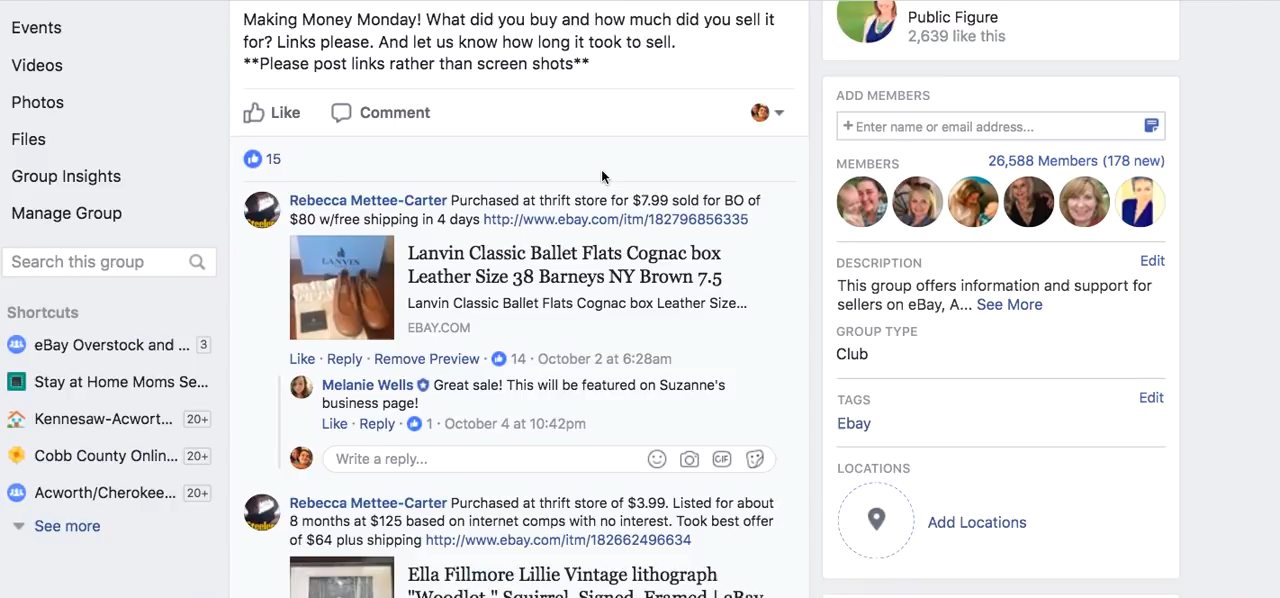 Events
Videos
Photos
Files
Group Insights
Manage Group
Search this group
Shortcuts
eBay Overstock and ... 3
Stay at Home Moms Se...
Kennesaw-Acwort... 20+
Cobb County Onlin... 20+
Acworth/Cherokee... 20+
See more
Making Money Monday! What did you buy and how much did you sell it
for? Links please. And let us know how long it took to sell.
**Please post links rather than screen shots**
Like Comment
15
Rebecca Mettee-Carter Purchased at thrift store for $7.99 sold for BO of
$80 w/free shipping in 4 days http://www.ebay.com/itm/182796856335
LANVIN
Lanvin Classic Ballet Flats Cognac box
Leather Size 38 Barneys NY Brown 7.5
Lanvin Classic Ballet Flats Cognac box Leather Size...
EBAY.COM
Like · Reply · Remove Preview · 14 · October 2 at 6:28am
Melanie Wells Great sale! This will be featured on Suzanne's
business page!
Like · Reply · 1 · October 4 at 10:42pm
Write a reply...
GIF
Rebecca Mettee-Carter Purchased at thrift store of $3.99. Listed for about
8 months at $125 based on internet comps with no interest. Took best offer
of $64 plus shipping http://www.ebay.com/itm/182662496634
Ella Fillmore Lillie Vintage lithograph
"Woodlot " Squirrel Signed Framed | eBay
Public Figure
2,639 like this
ADD MEMBERS
+ Enter name or email address...
MEMBERS 26,588 Members (178 new)
DESCRIPTION Edit
This group offers information and support for
sellers on eBay, A... See More
GROUP TYPE
Club
TAGS Edit
Ebay
LOCATIONS
Add Locations